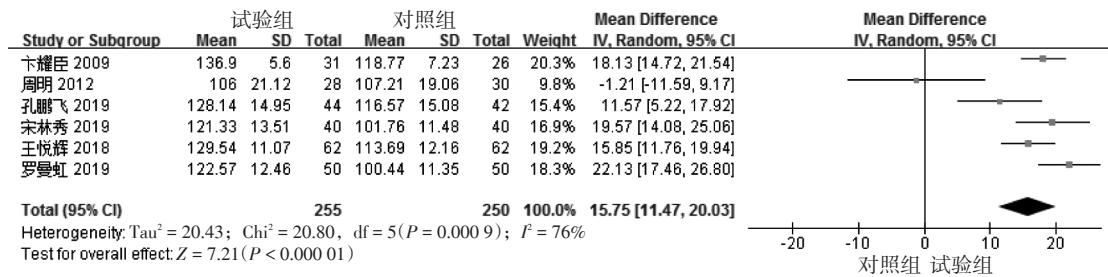 试验组 对照组 Mean Difference Mean Difference
Study or Subgroup Mean SD Total Mean SD Total Weight IV, Random, 95% CI IV, Random, 95% CI
卞耀臣 2009 136.9 5.6 31 118.77 7.23 26 20.3% 18.13 [14.72, 21.54]
周明 2012 106 21.12 28 107.21 19.06 30 9.8% -1.21 [-11.59, 9.17]
孔鹏飞 2019 128.14 14.95 44 116.57 15.08 42 15.4% 11.57 [5.22, 17.92]
宋林秀 2019 121.33 13.51 40 101.76 11.48 40 16.9% 19.57 [14.08, 25.06]
王悦辉 2018 129.54 11.07 62 113.69 12.16 62 19.2% 15.85 [11.76, 19.94]
罗曼虹 2019 122.57 12.46 50 100.44 11.35 50 18.3% 22.13 [17.46, 26.80]
Total (95% CI) 255 250 100.0% 15.75 [11.47, 20.03]
Heterogeneity: Tau² = 20.43; Chi² = 20.80, df = 5(P = 0.000 9); I² = 76%
Test for overall effect: Z = 7.21(P < 0.000 01)
-20 -10 0 10 20
对照组 试验组